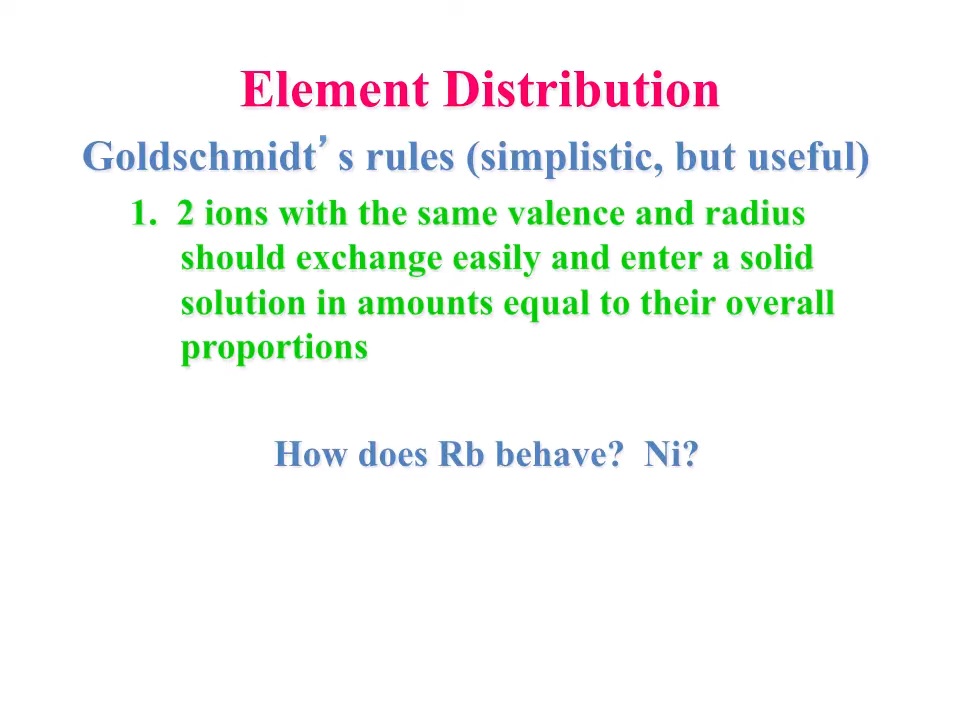 Element Distribution
Goldschmidt’s rules (simplistic, but useful)
1. 2 ions with the same valence and radius
should exchange easily and enter a solid
solution in amounts equal to their overall
proportions
How does Rb behave? Ni?